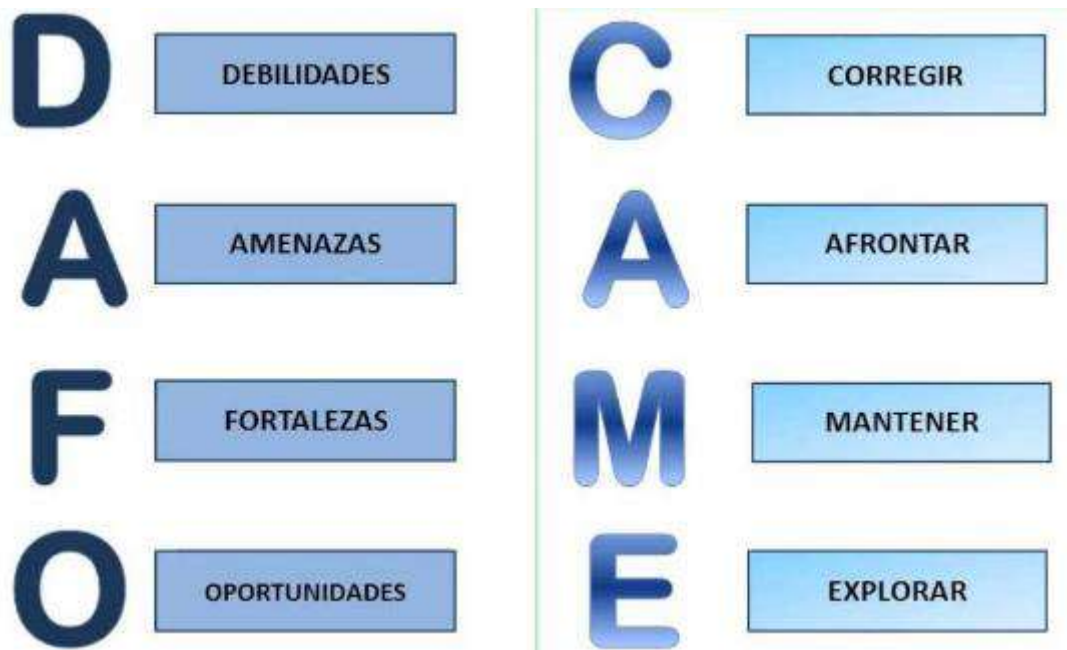 D DEBILIDADES
C CORREGIR
A AMENAZAS
A AFRONTAR
F FORTALEZAS
M MANTENER
O OPORTUNIDADES
E EXPLORAR